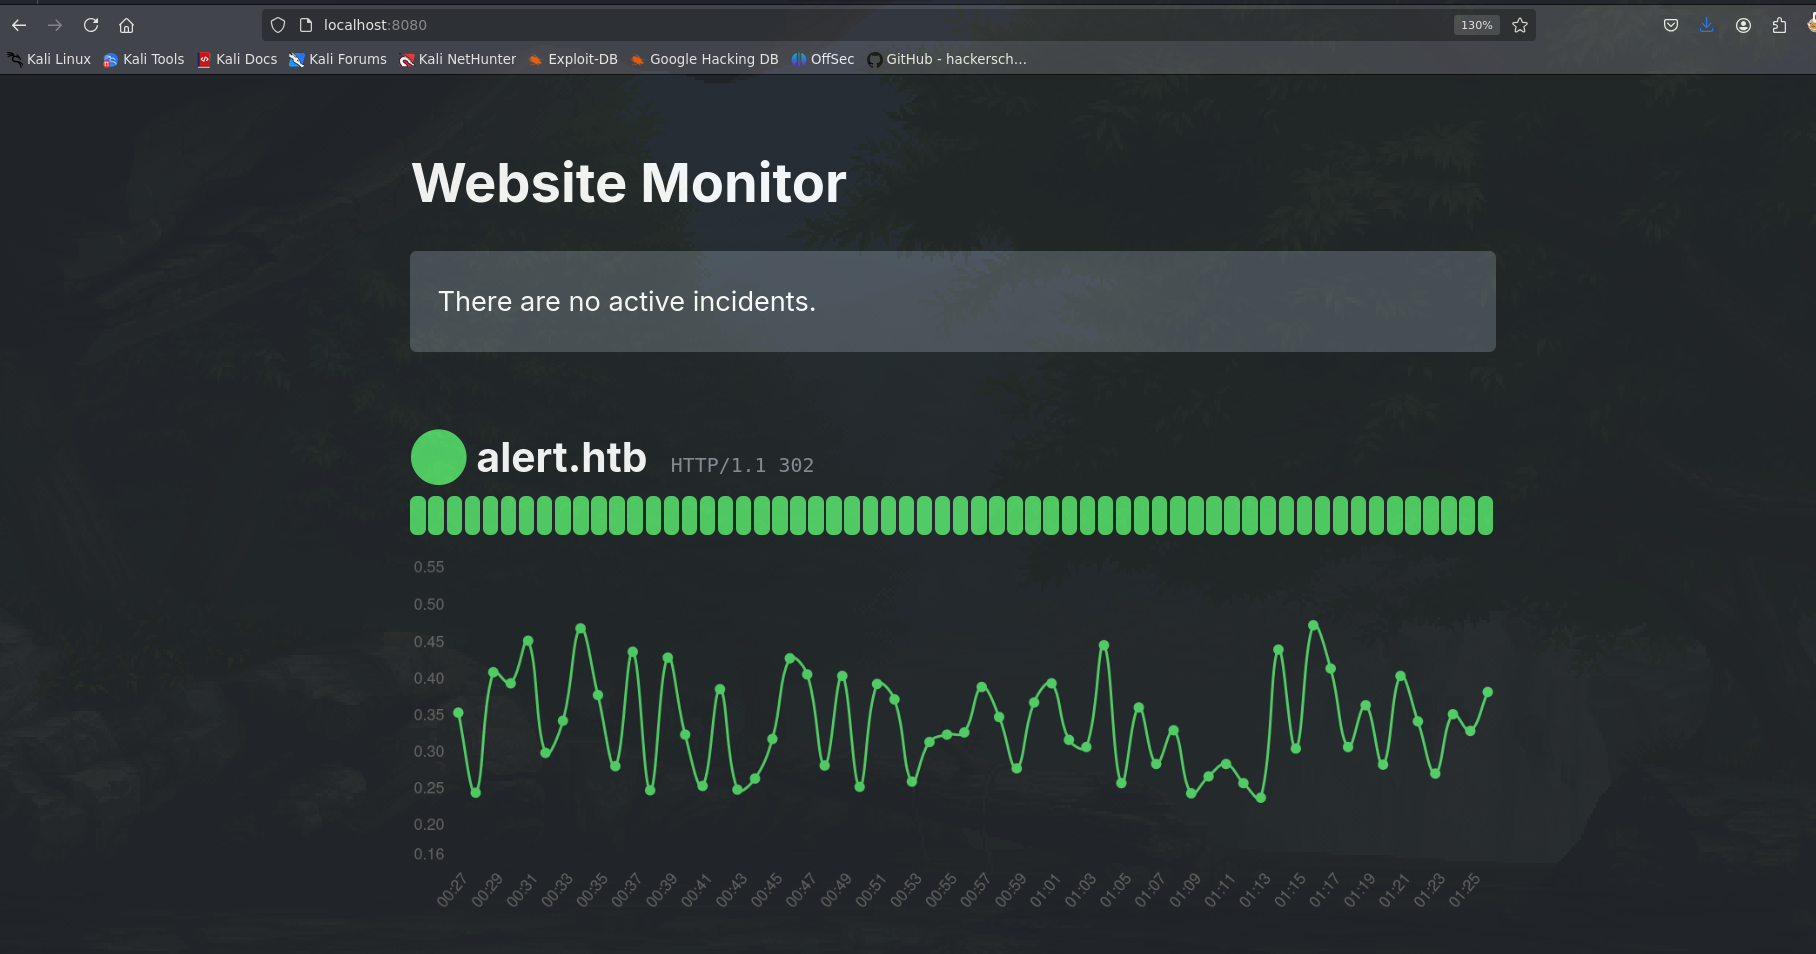 localhost:8080
130%
Kali Linux Kali Tools Kali Docs Kali Forums Kali NetHunter Exploit-DB Google Hacking DB OffSec GitHub - hackersch...
Website Monitor
There are no active incidents.
alert.htb HTTP/1.1 302
0.55
0.50
0.45
0.40
0.35
0.30
0.25
0.20
0.16
00:27 00:29 00:31 00:33 00:35 00:37 00:39 00:41 00:43 00:45 00:47 00:49 00:51 00:53 00:55 00:57 00:59 01:01 01:03 01:05 01:07 01:09 01:11 01:13 01:15 01:17 01:19 01:21 01:23 01:25